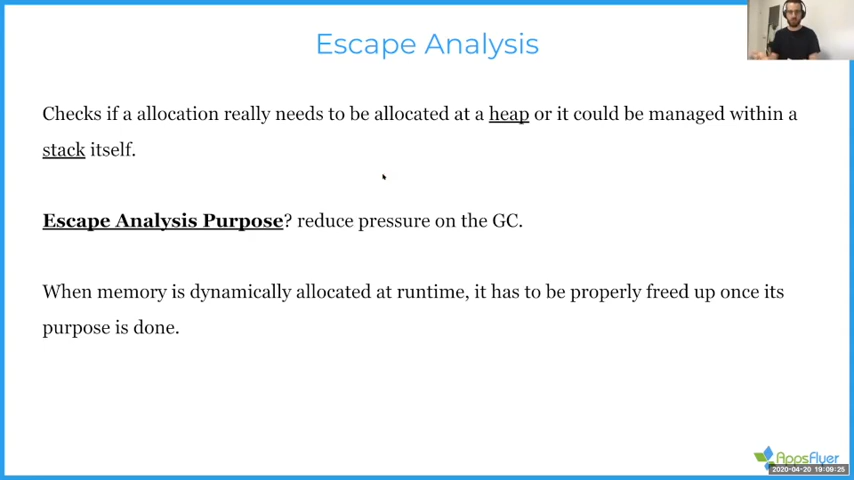 Escape Analysis
Checks if a allocation really needs to be allocated at a heap or it could be managed within a
stack itself.
Escape Analysis Purpose? reduce pressure on the GC.
When memory is dynamically allocated at runtime, it has to be properly freed up once its
purpose is done.
AppsFlyer
2020-04-20 19:09:25